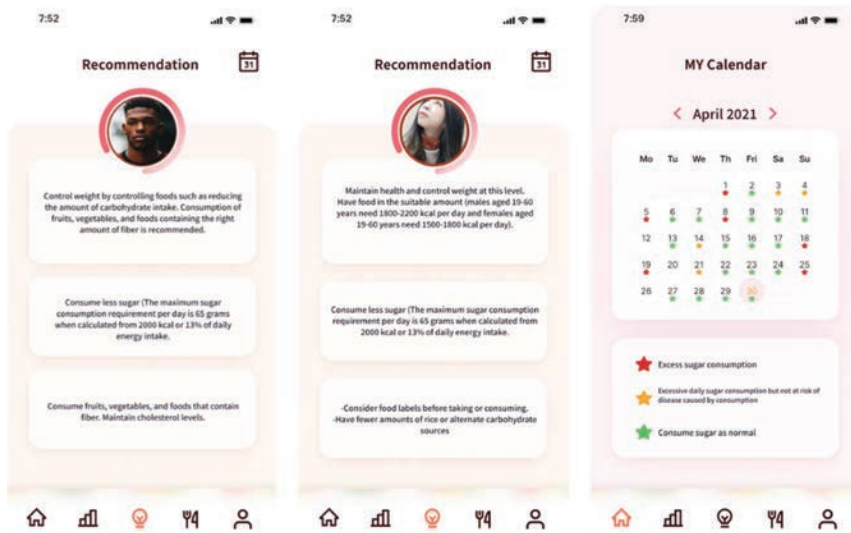 7:52
Recommendation
31
Control weight by controlling foods such as reducing
the amount of carbohydrate intake. Consumption of
fruits, vegetables, and foods containing the right
amount of fiber is recommended.
Consume less sugar (The maximum sugar
consumption requirement per day is 65 grams
when calculated from 2000 kcal or 13% of daily
energy intake.
Consume fruits, vegetables, and foods that contain
fiber. Maintain cholesterol levels.
7:52
Recommendation
31
Maintain health and control weight at this level.
Have food in the suitable amount (males aged 19-60
years need 1800-2200 kcal per day and females aged
19-60 years need 1500-1800 kcal per day).
Consume less sugar (The maximum sugar consumption
requirement per day is 65 grams when calculated from
2000 kcal or 13% of daily energy intake.
-Consider food labels before taking or consuming.
-Have fewer amounts of rice or alternate carbohydrate
sources
7:59
MY Calendar
< April 2021 >
Mo Tu We Th Fri Sa Su
1 2 3 4
5 6 7 8 9 10 11
12 13 14 15 16 17 18
19 20 21 22 23 24 25
26 27 28 29 30
Excess sugar consumption
Excessive daily sugar consumption but not at risk of
disease caused by consumption
Consume sugar as normal